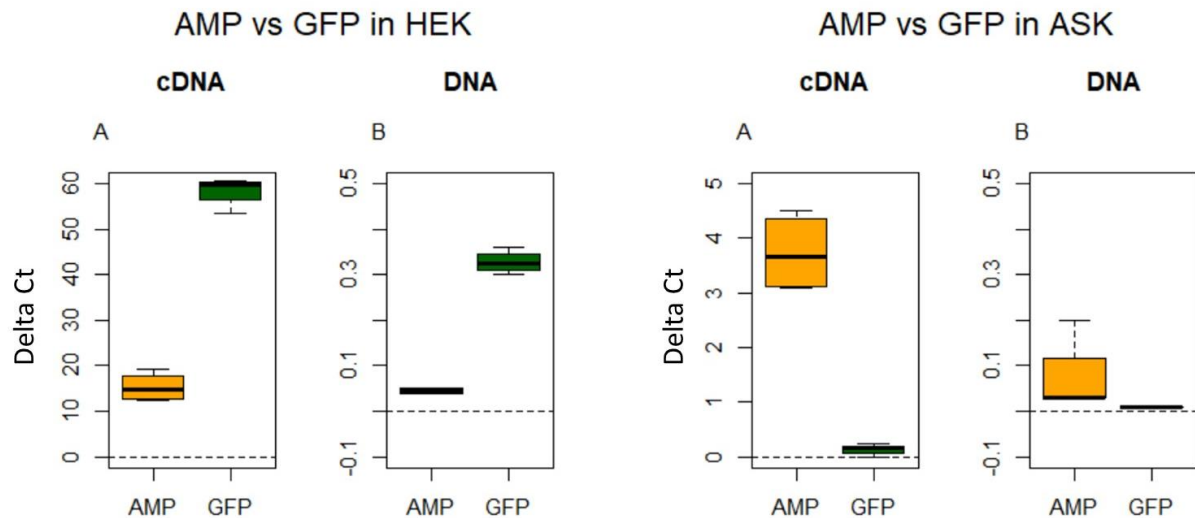 AMP vs GFP in HEK
cDNA
DNA
A
B
Delta Ct
60
50
40
30
20
10
0
0.5
0.3
0.1
-0.1
AMP
GFP
AMP
GFP
AMP vs GFP in ASK
cDNA
DNA
A
B
Delta Ct
5
4
3
2
1
0
0.5
0.3
0.1
-0.1
AMP
GFP
AMP
GFP